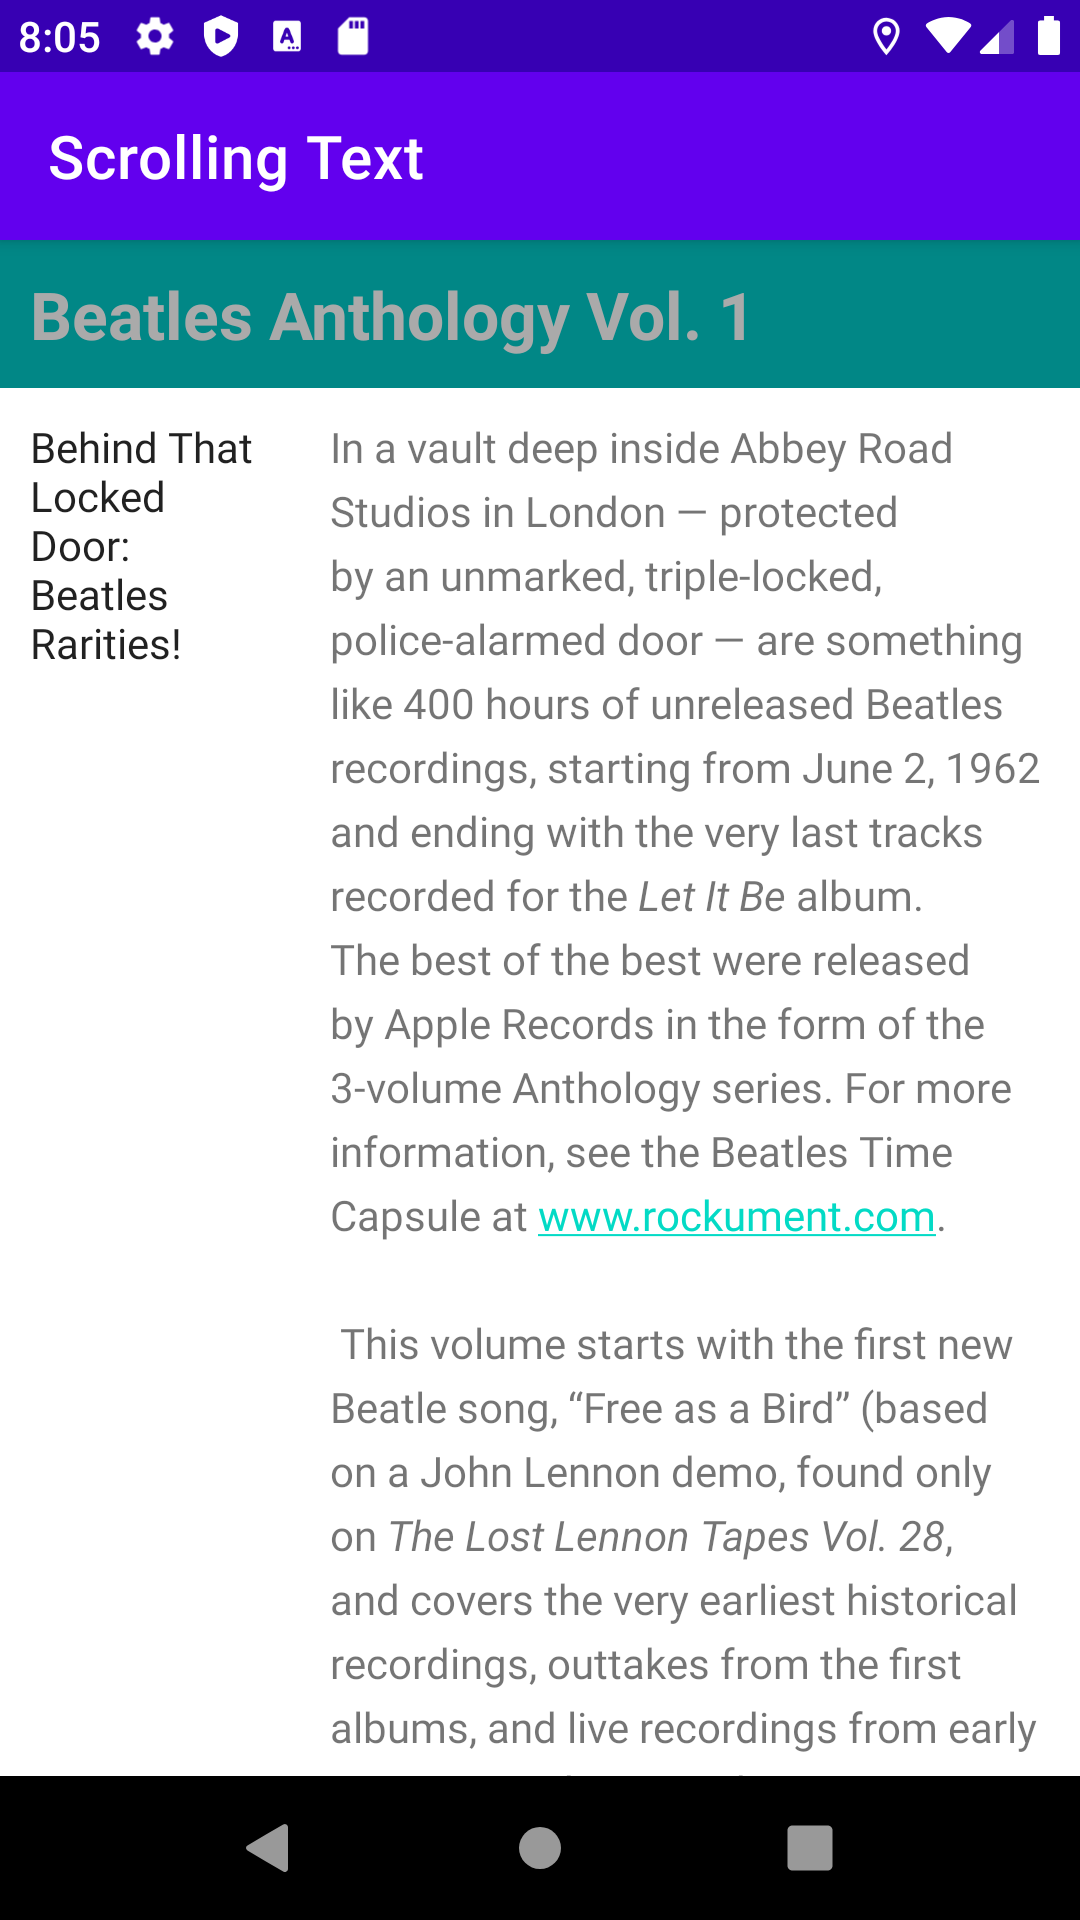 8:05
Scrolling Text
Beatles Anthology Vol. 1
Behind That
Locked
Door:
Beatles
Rarities!
In a vault deep inside Abbey Road
Studios in London — protected
by an unmarked, triple-locked,
police-alarmed door — are something
like 400 hours of unreleased Beatles
recordings, starting from June 2, 1962
and ending with the very last tracks
recorded for the Let It Be album.
The best of the best were released
by Apple Records in the form of the
3-volume Anthology series. For more
information, see the Beatles Time
Capsule at www.rockument.com.
This volume starts with the first new
Beatle song, “Free as a Bird” (based
on a John Lennon demo, found only
on The Lost Lennon Tapes Vol. 28,
and covers the very earliest historical
recordings, outtakes from the first
albums, and live recordings from early